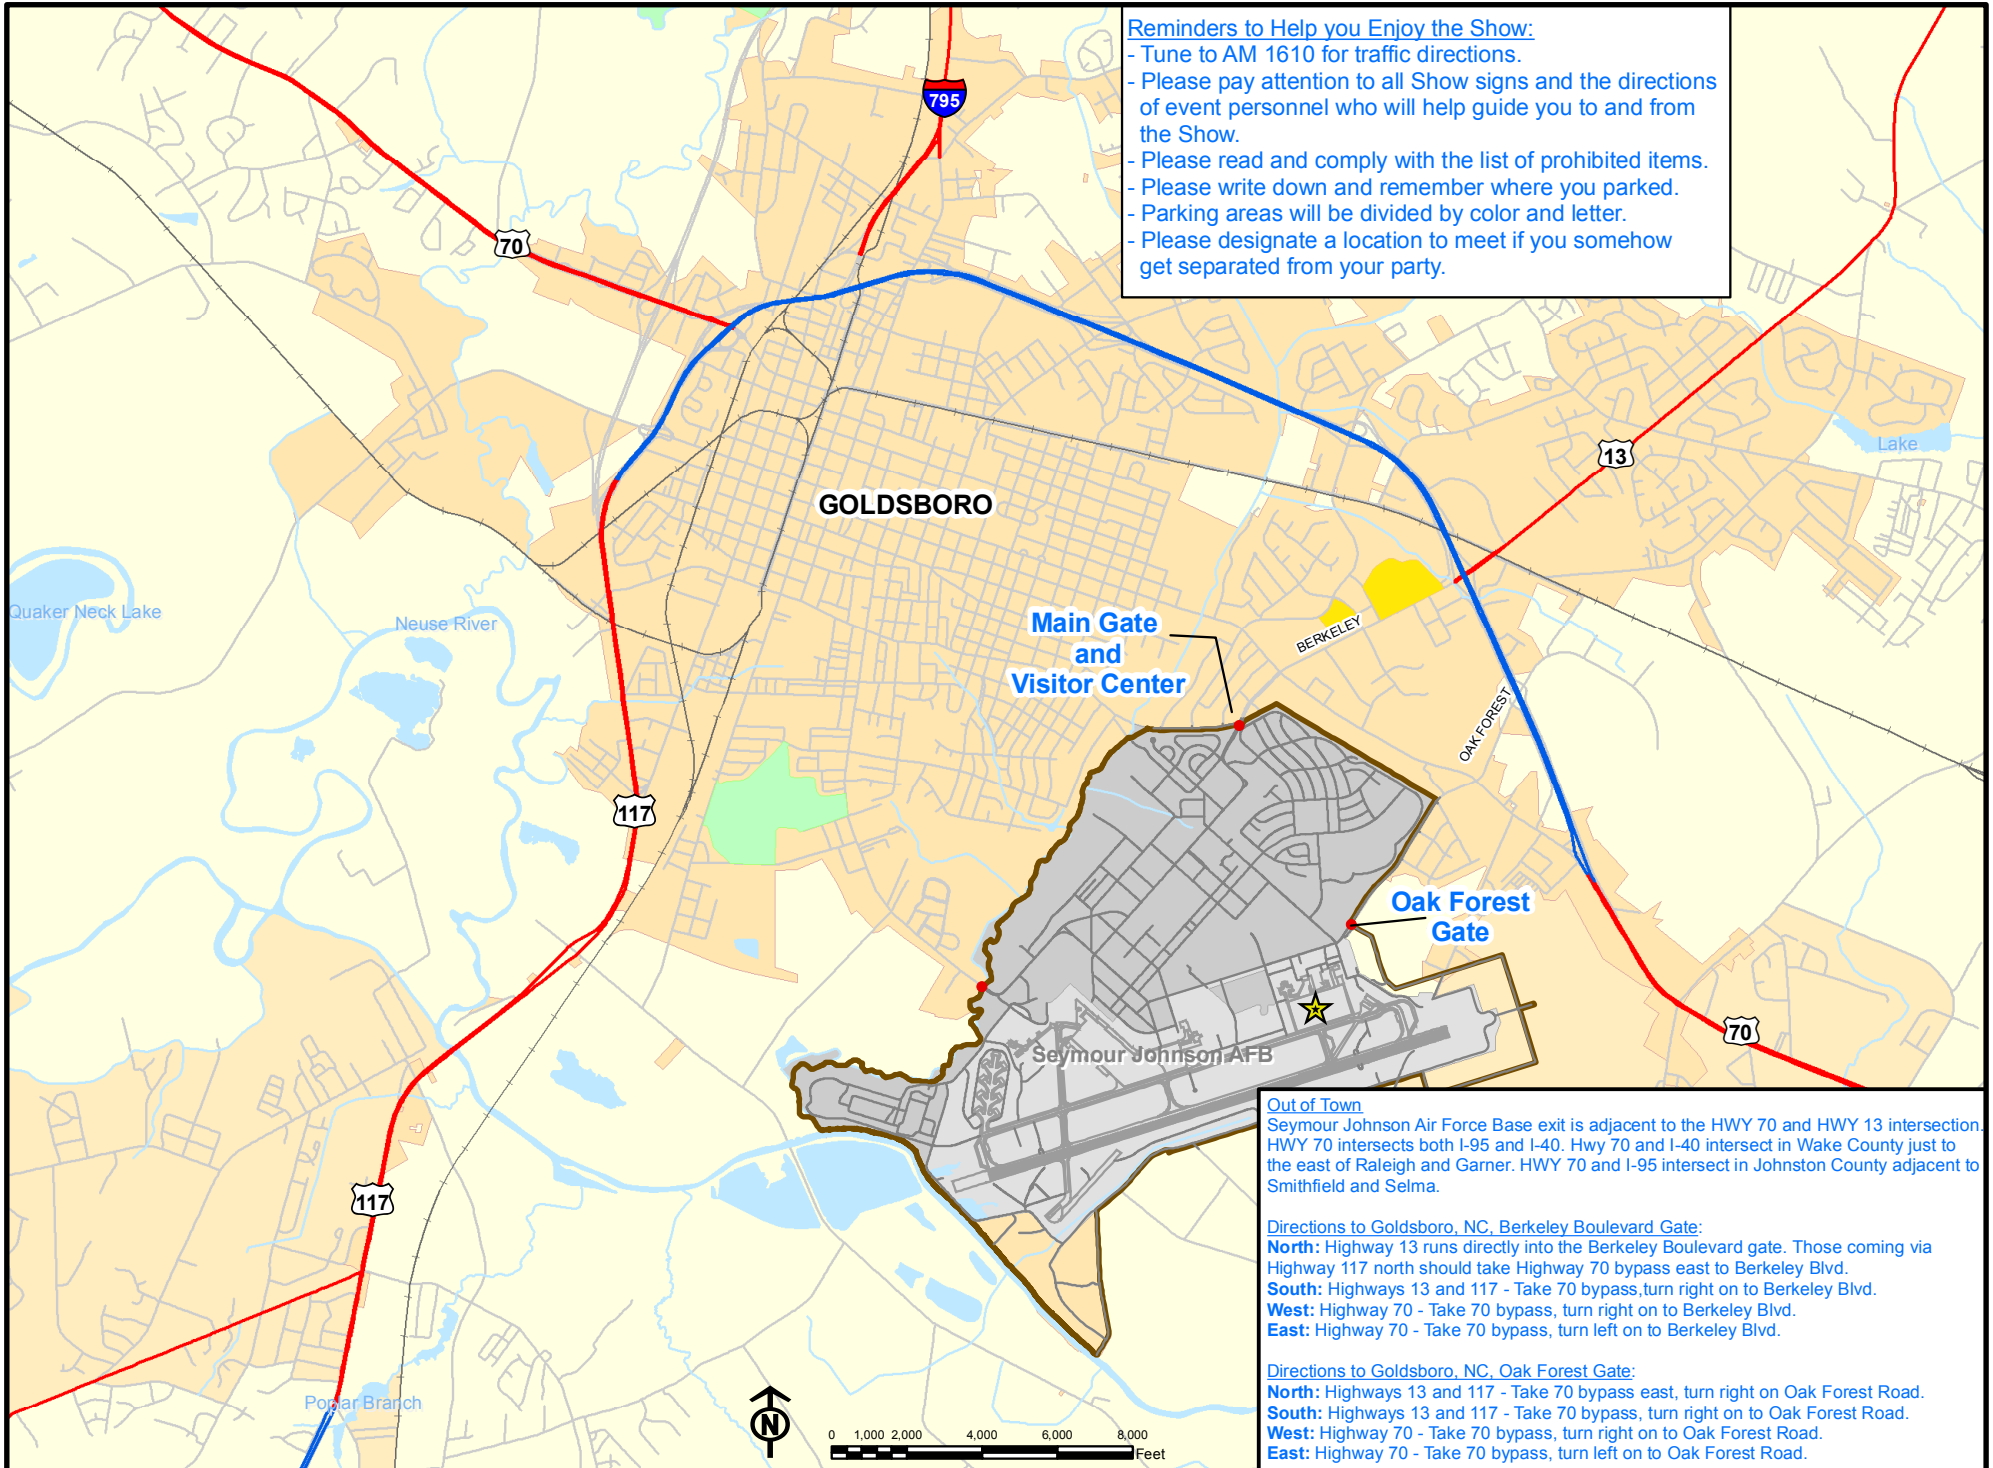 Reminders to Help you Enjoy the Show:
- Tune to AM 1610 for traffic directions.
- Please pay attention to all Show signs and the directions
of event personnel who will help guide you to and from
the Show.
- Please read and comply with the list of prohibited items.
- Please write down and remember where you parked.
- Parking areas will be divided by color and letter.
- Please designate a location to meet if you somehow
get separated from your party.
795
70
13
Lake
GOLDSBORO
Quaker Neck Lake
Neuse River
Main Gate
and
Visitor Center
BERKELEY
OAK FOREST
117
Oak Forest
Gate
70
Seymour Johnson AFB
117
Poplar Branch
N
0 1,000 2,000 4,000 6,000 8,000
Feet
Out of Town
Seymour Johnson Air Force Base exit is adjacent to the HWY 70 and HWY 13 intersection.
HWY 70 intersects both I-95 and I-40. Hwy 70 and I-40 intersect in Wake County just to
the east of Raleigh and Garner. HWY 70 and I-95 intersect in Johnston County adjacent to
Smithfield and Selma.
Directions to Goldsboro, NC, Berkeley Boulevard Gate:
North: Highway 13 runs directly into the Berkeley Boulevard gate. Those coming via
Highway 117 north should take Highway 70 bypass east to Berkeley Blvd.
South: Highways 13 and 117 - Take 70 bypass,turn right on to Berkeley Blvd.
West: Highway 70 - Take 70 bypass, turn right on to Berkeley Blvd.
East: Highway 70 - Take 70 bypass, turn left on to Berkeley Blvd.
Directions to Goldsboro, NC, Oak Forest Gate:
North: Highways 13 and 117 - Take 70 bypass east, turn right on Oak Forest Road.
South: Highways 13 and 117 - Take 70 bypass, turn right on to Oak Forest Road.
West: Highway 70 - Take 70 bypass, turn right on to Oak Forest Road.
East: Highway 70 - Take 70 bypass, turn left on to Oak Forest Road.